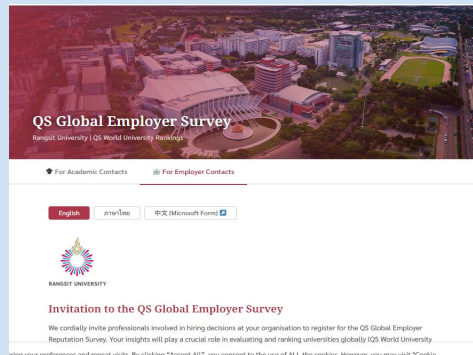 QS Global Employer Survey
Rangsit University | QS World University Rankings
For Academic Contacts
For Employer Contacts
English
ภาษาไทย
中文 (Microsoft Form)
RANGSIT UNIVERSITY
Invitation to the QS Global Employer Survey
We cordially invite professionals involved in hiring decisions at your organisation to register for the QS Global Employer
Reputation Survey. Your insights will play a crucial role in evaluating and ranking universities globally (QS World University
your preferences and repeat visits. By clicking “Accept All”, you consent to the use of ALL the cookies. However, you may visit "Cookie